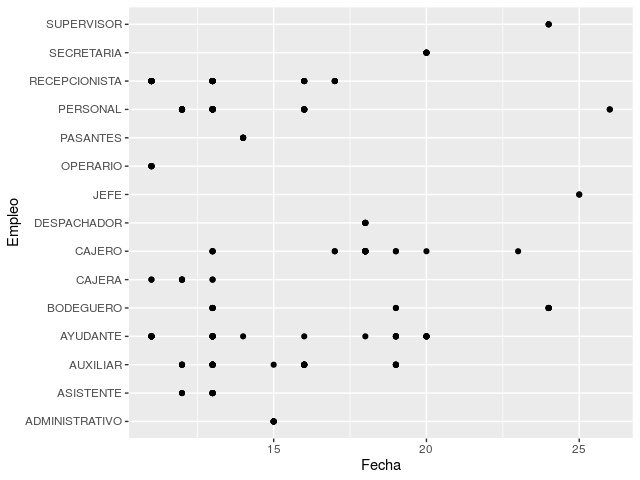 SUPERVISOR
SECRETARIA
RECEPCIONISTA
PERSONAL
PASANTES
OPERARIO
JEFE
DESPACHADOR
CAJERO
CAJERA
BODEGUERO
AYUDANTE
AUXILIAR
ASISTENTE
ADMINISTRATIVO
Empleo
15 20 25
Fecha